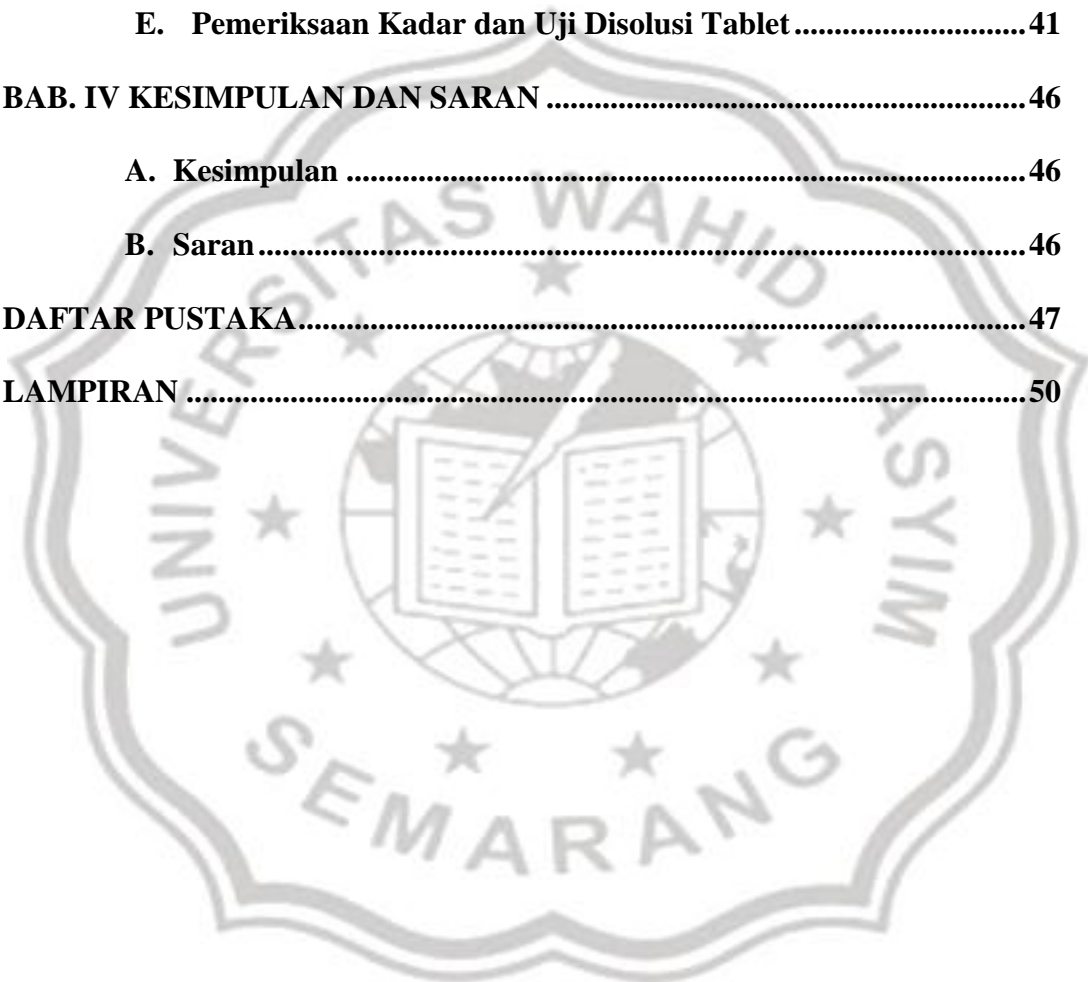 E. Pemeriksaan Kadar dan Uji Disolusi Tablet ............................ 41
BAB. IV KESIMPULAN DAN SARAN .......................................................... 46
A. Kesimpulan .................................................................................. 46
B. Saran ............................................................................................. 46
DAFTAR PUSTAKA ........................................................................................ 47
LAMPIRAN ...................................................................................................... 50
UNIVERSITAS WAHID HASYIM
SEMARANG